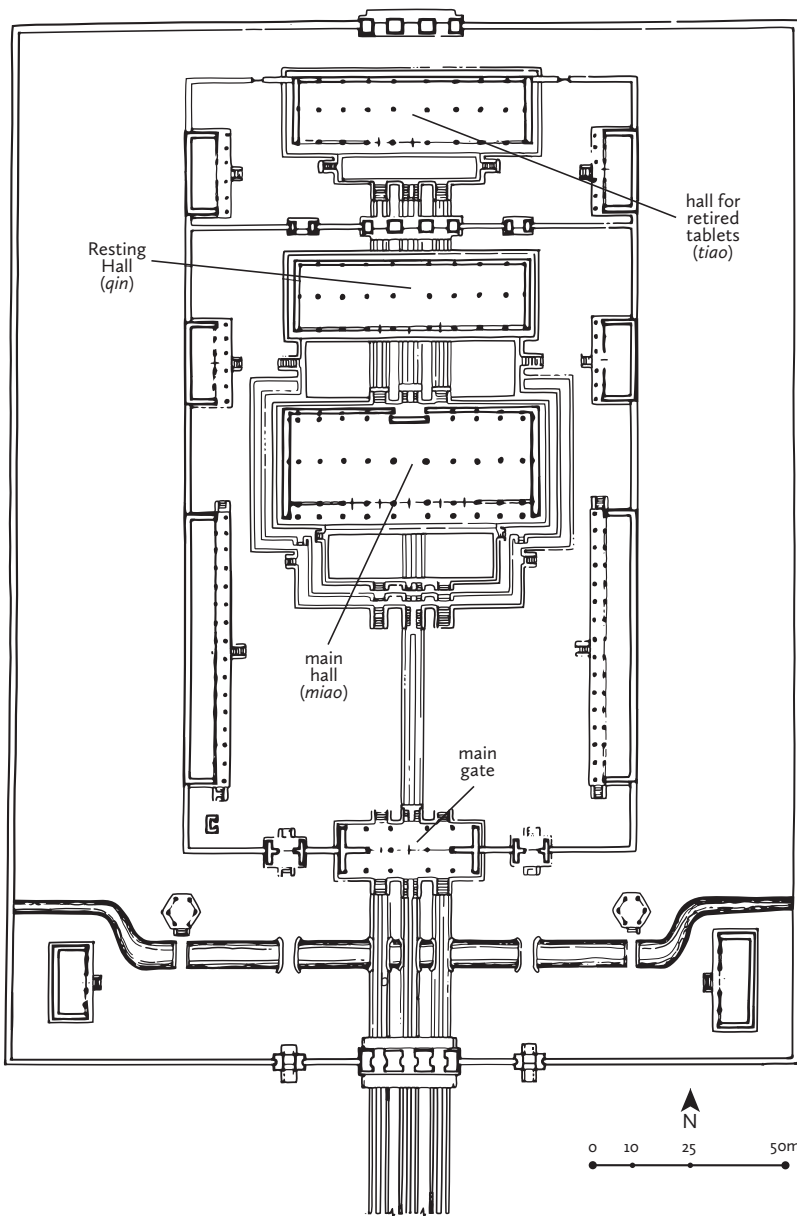 hall for
retired
tablets
(tiao)
Resting
Hall
(qin)
main
hall
(miao)
main
gate
N
0 10 25 50m